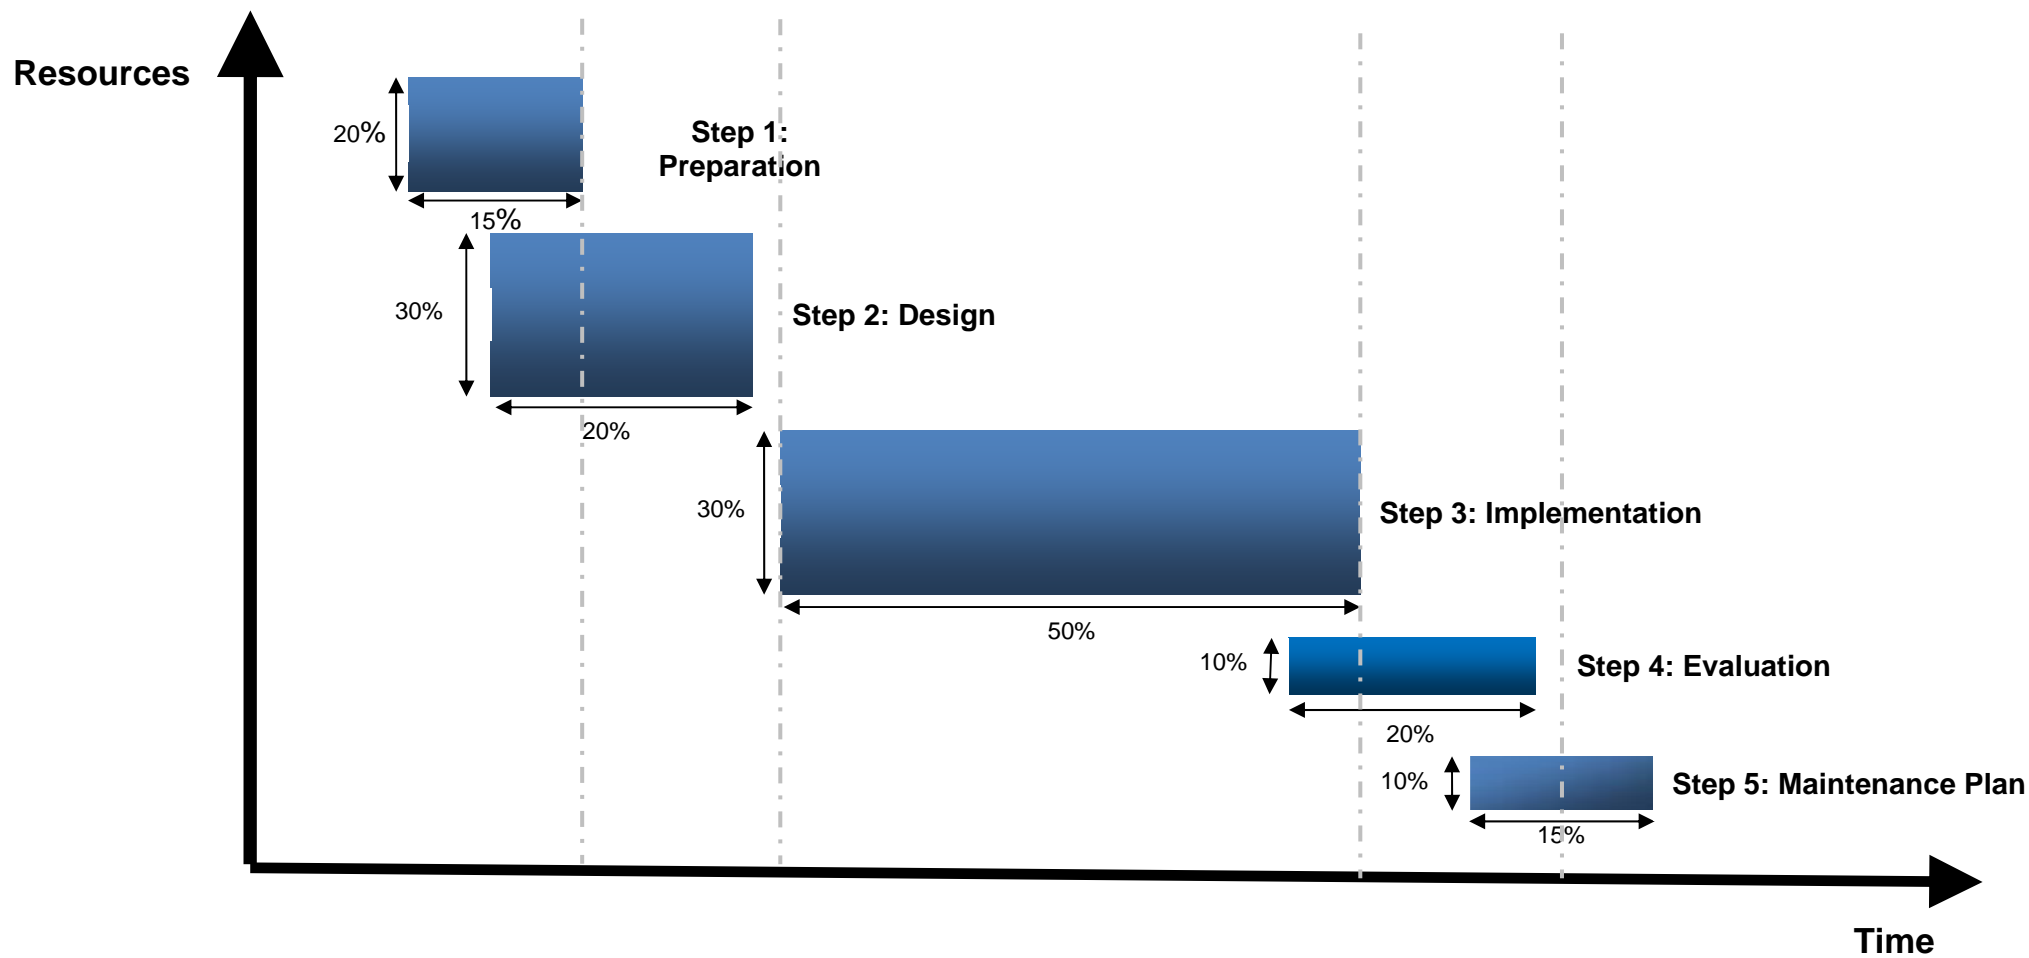 Resources
20%
Step 1:
Preparation
15%
30%
Step 2: Design
20%
30%
Step 3: Implementation
50%
10%
Step 4: Evaluation
20%
10%
Step 5: Maintenance Plan
15%
Time